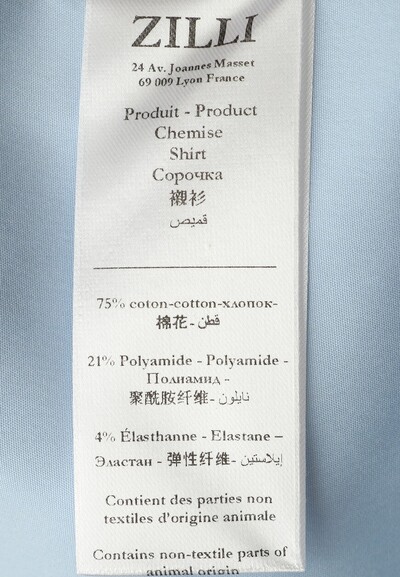 ZILLI
24 Av. Joannes Masset
69 009 Lyon France
Produit - Product
Chemise
Shirt
Сорочка
襯衫
قميص
75% coton-cotton-хлопок-
棉花- قطن
21% Polyamide - Polyamide -
Полиамид -
聚酰胺纤维- نايلون
4% Élasthanne - Elastane –
Эластан - 弹性纤维- إيلاستين
Contient des parties non
textiles d'origine animale
Contains non-textile parts of
animal origin